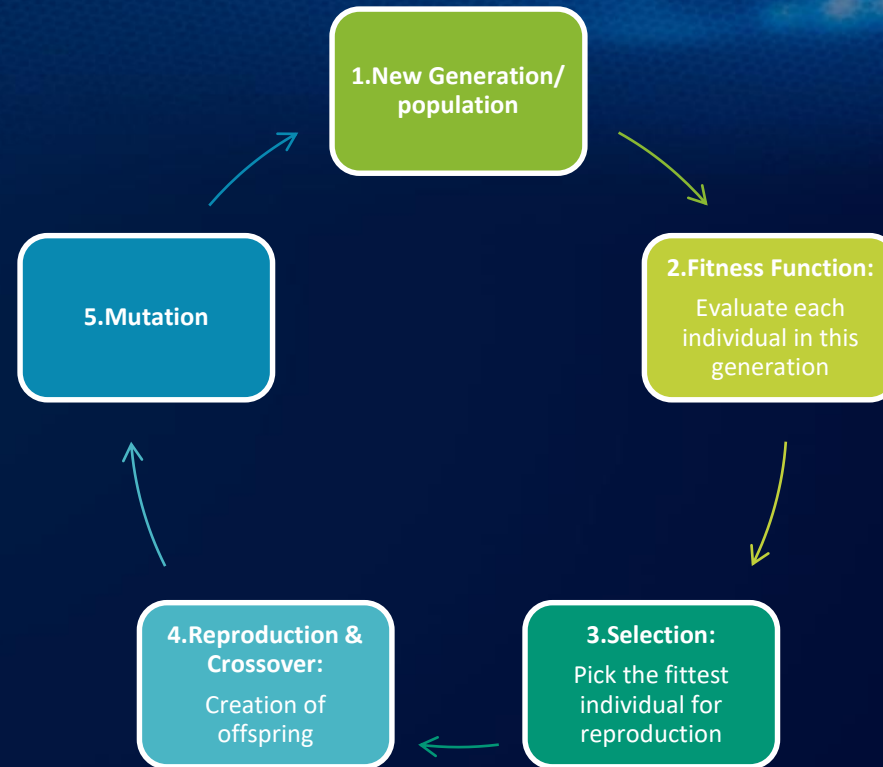 1.New Generation/
population
2.Fitness Function:
Evaluate each
individual in this
generation
3.Selection:
Pick the fittest
individual for
reproduction
4.Reproduction &
Crossover:
Creation of
offspring
5.Mutation